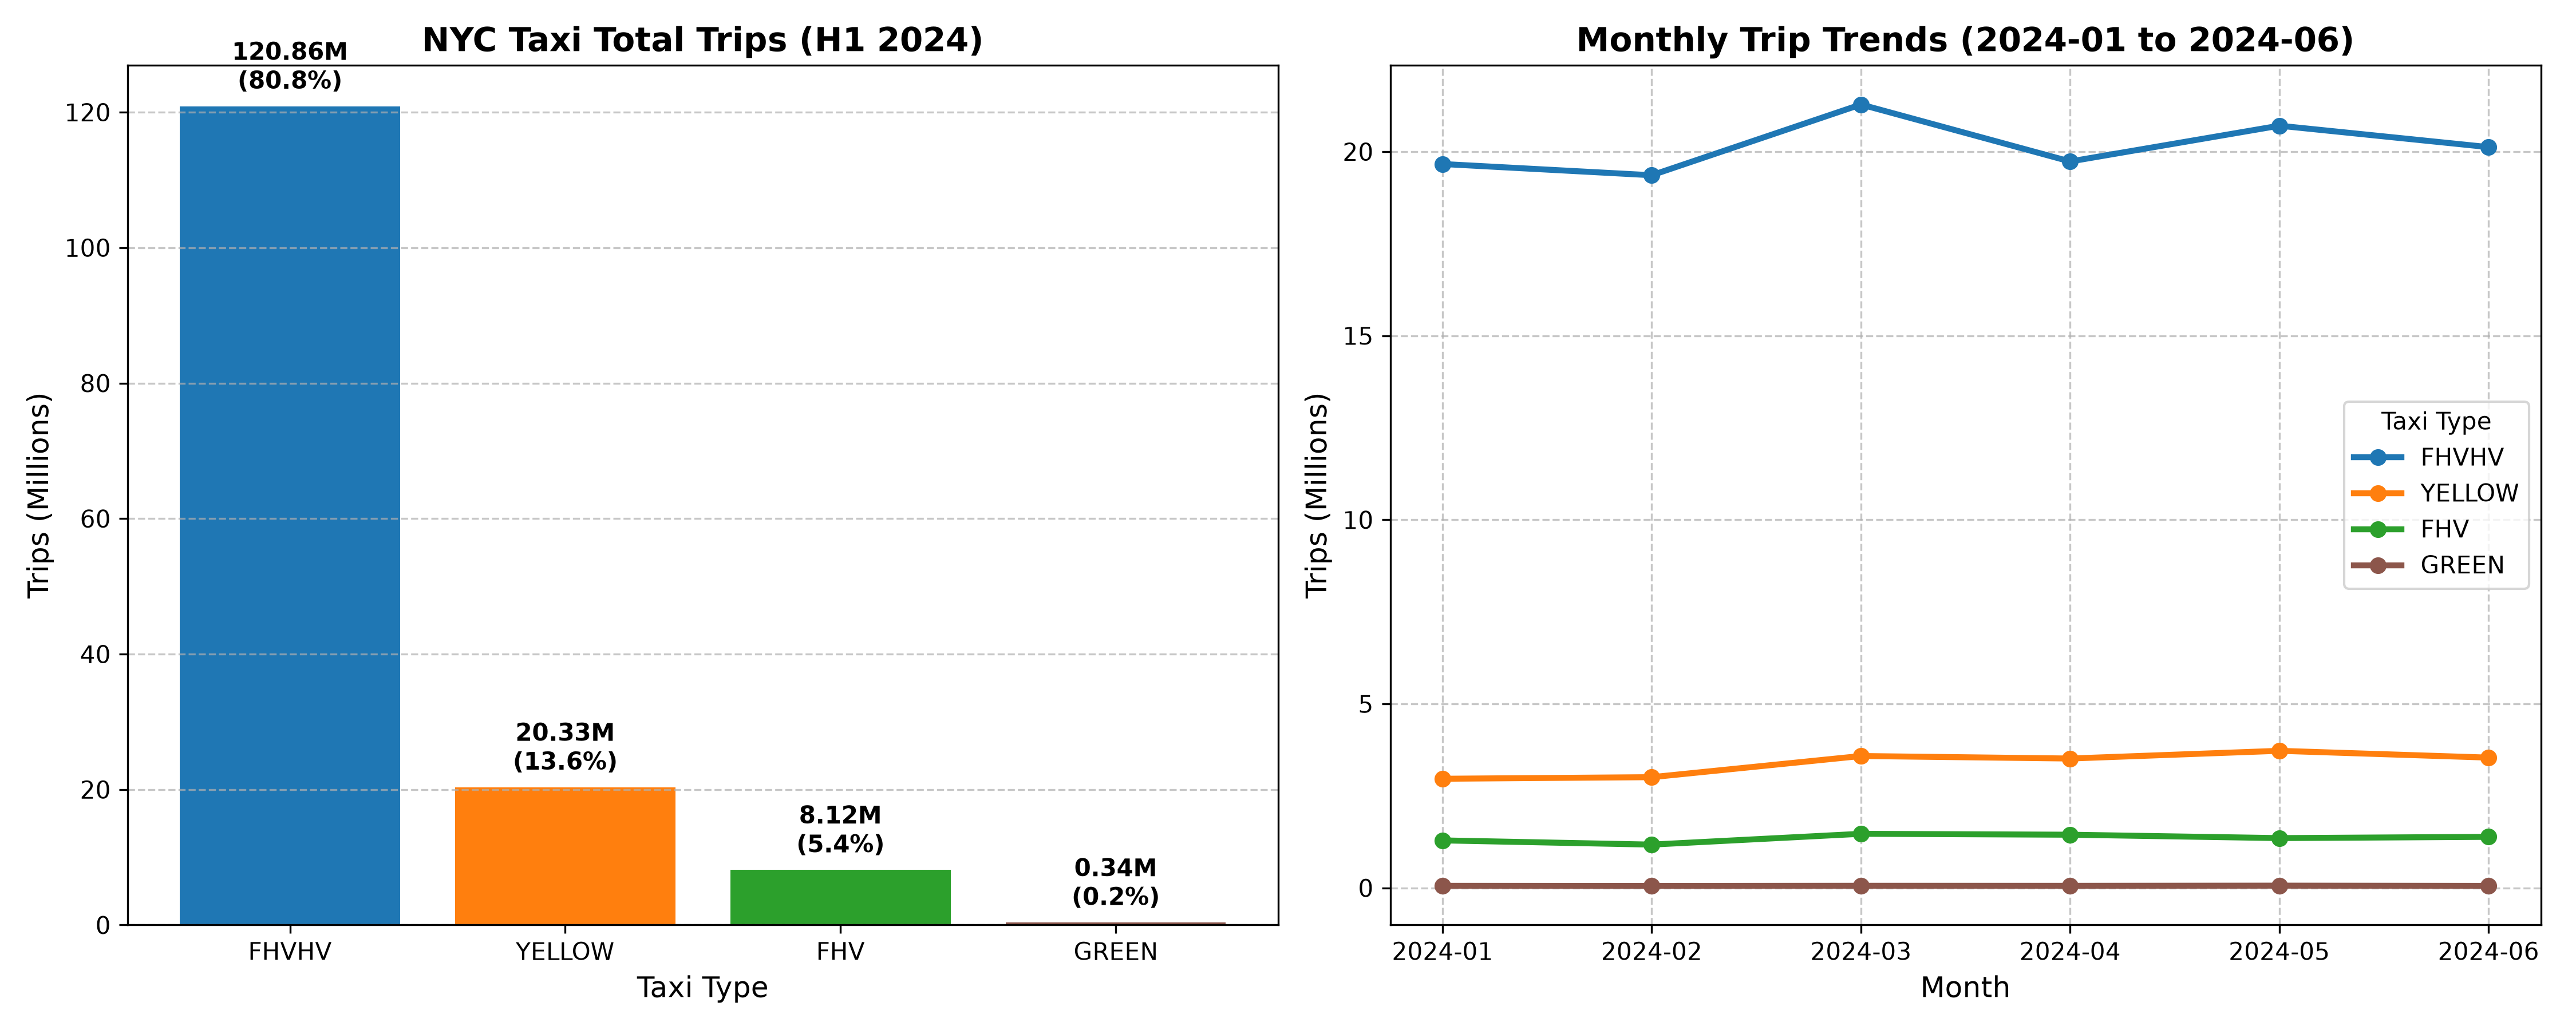 NYC Taxi Total Trips (H1 2024)
120.86M
(80.8%)
20.33M
(13.6%)
8.12M
(5.4%)
0.34M
(0.2%)
Trips (Millions)
120
100
80
60
40
20
0
FHVHV
YELLOW
FHV
GREEN
Taxi Type
Monthly Trip Trends (2024-01 to 2024-06)
Trips (Millions)
20
15
10
5
0
Taxi Type
FHVHV
YELLOW
FHV
GREEN
2024-01
2024-02
2024-03
2024-04
2024-05
2024-06
Month